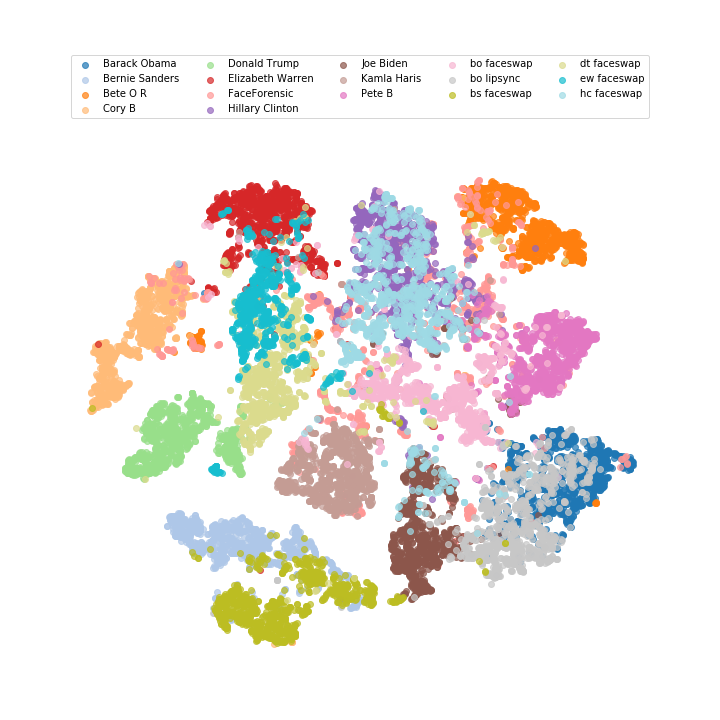 Barack Obama
Bernie Sanders
Bete O R
Cory B
Donald Trump
Elizabeth Warren
FaceForensic
Hillary Clinton
Joe Biden
Kamla Haris
Pete B
bo faceswap
bo lipsync
bs faceswap
dt faceswap
ew faceswap
hc faceswap